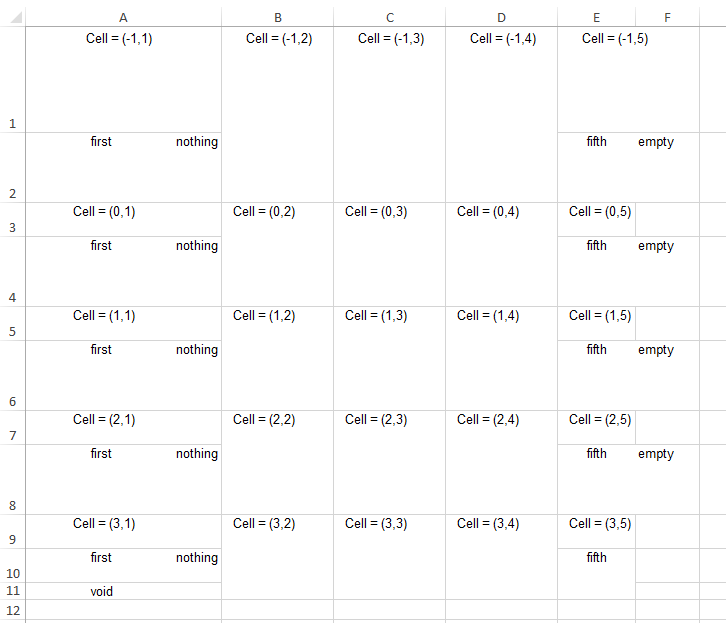 A B C D E F
Cell = (-1,1) Cell = (-1,2) Cell = (-1,3) Cell = (-1,4) Cell = (-1,5)
1
first nothing fifth empty
2
Cell = (0,1) Cell = (0,2) Cell = (0,3) Cell = (0,4) Cell = (0,5)
3
first nothing fifth empty
4
Cell = (1,1) Cell = (1,2) Cell = (1,3) Cell = (1,4) Cell = (1,5)
5
first nothing fifth empty
6
Cell = (2,1) Cell = (2,2) Cell = (2,3) Cell = (2,4) Cell = (2,5)
7
first nothing fifth empty
8
Cell = (3,1) Cell = (3,2) Cell = (3,3) Cell = (3,4) Cell = (3,5)
9
first nothing fifth
10
11 void
12